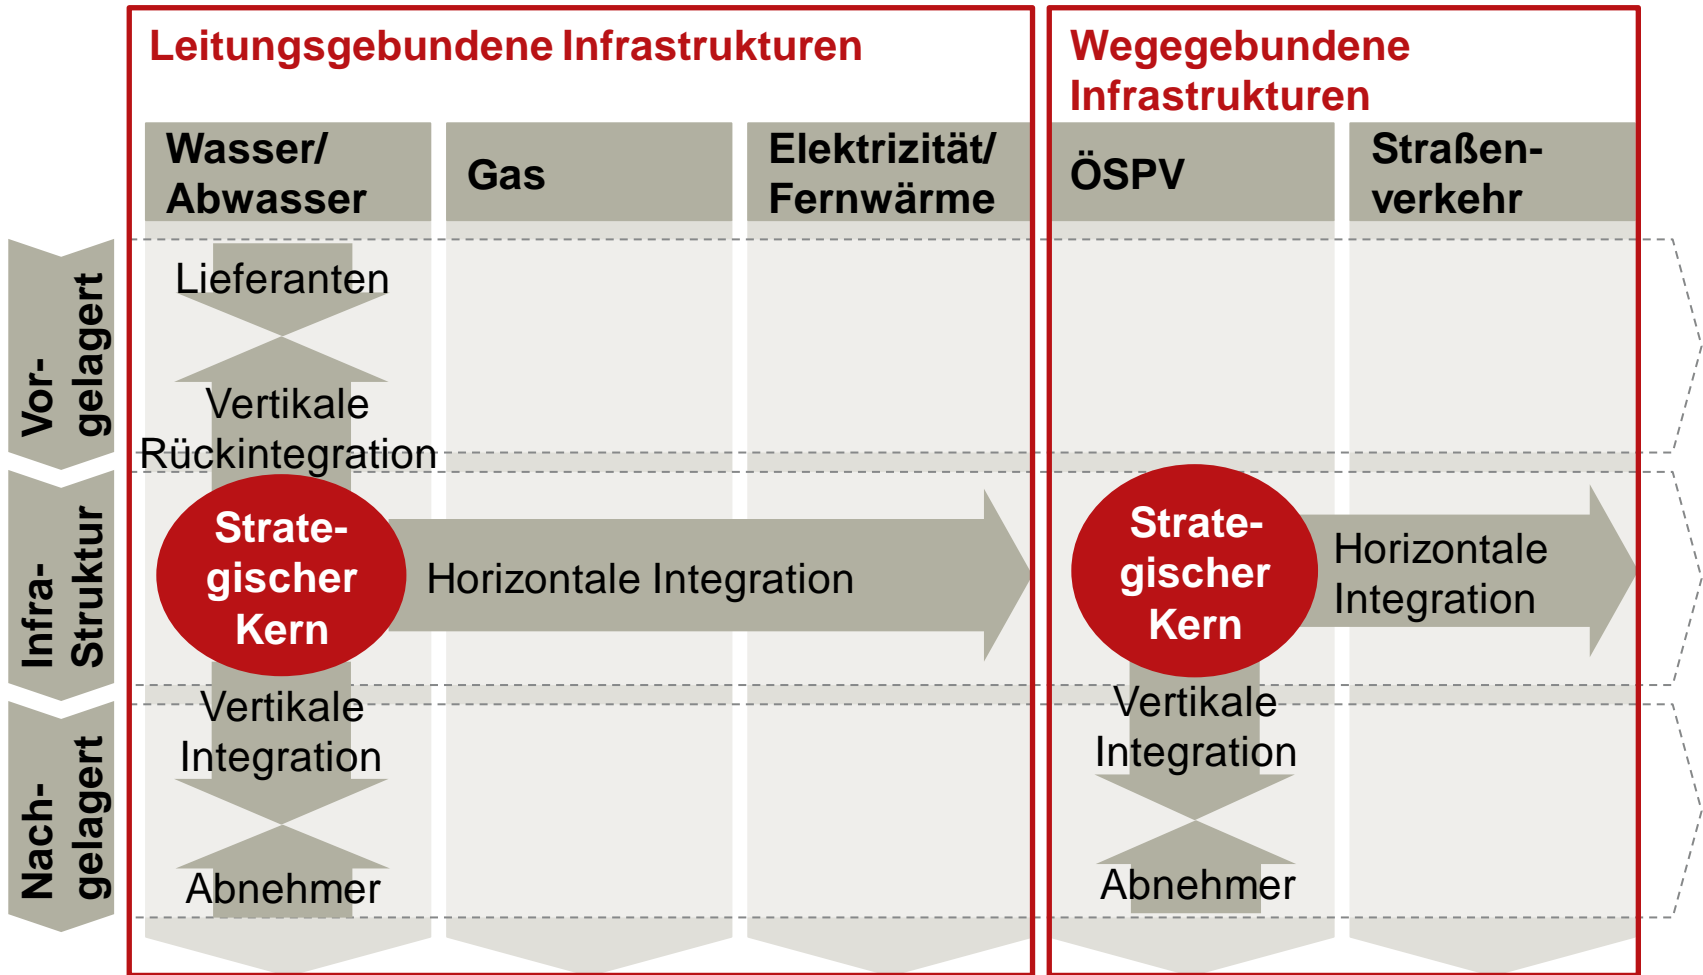 Leitungsgebundene Infrastrukturen
Wegegebundene
Infrastrukturen
Wasser/
Abwasser
Gas
Elektrizität/
Fernwärme
ÖSPV
Straßen-
verkehr
Vor-
gelagert
Lieferanten
Vertikale
Rückintegration
Infra-
Struktur
Strate-
gischer
Kern
Horizontale Integration
Strate-
gischer
Kern
Horizontale
Integration
Nach-
gelagert
Vertikale
Integration
Abnehmer
Vertikale
Integration
Abnehmer